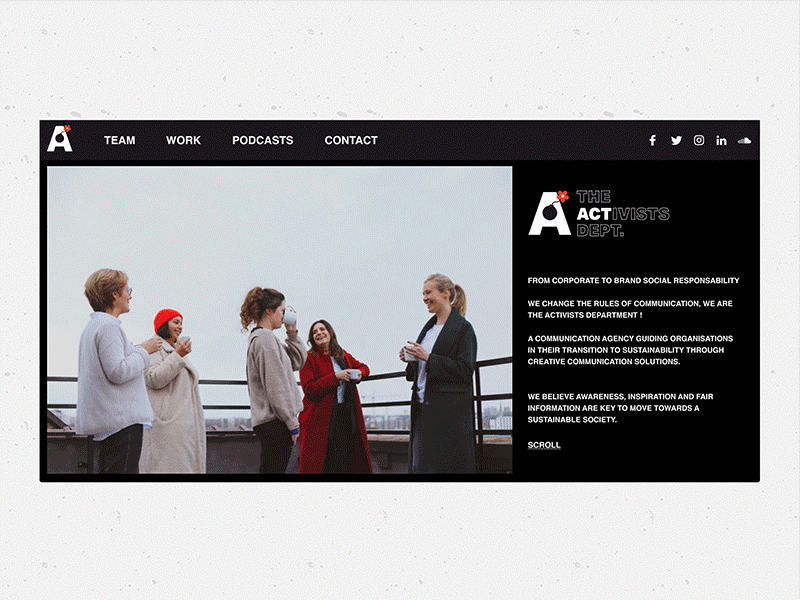 A
TEAM WORK PODCASTS CONTACT
A
THE
ACTIVISTS
DEPT.
FROM CORPORATE TO BRAND SOCIAL RESPONSABILITY
WE CHANGE THE RULES OF COMMUNICATION, WE ARE
THE ACTIVISTS DEPARTMENT !
A COMMUNICATION AGENCY GUIDING ORGANISATIONS
IN THEIR TRANSITION TO SUSTAINABILITY THROUGH
CREATIVE COMMUNICATION SOLUTIONS.
WE BELIEVE AWARENESS, INSPIRATION AND FAIR
INFORMATION ARE KEY TO MOVE TOWARDS A
SUSTAINABLE SOCIETY.
SCROLL